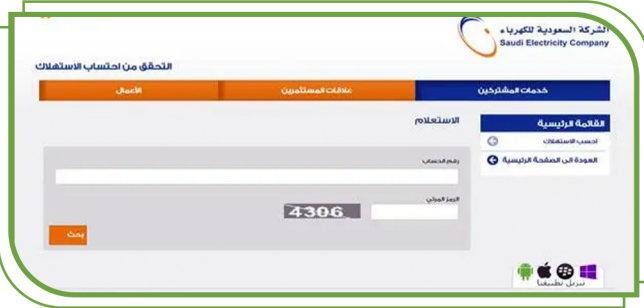 الشركة السعودية للكهرباء
Saudi Electricity Company
التحقق من احتساب الاستهلاك
خدمات المشتركين
علاقات المستثمرين
الأعمال
القائمة الرئيسية
احسب الاستهلاك
العودة الى الصفحة الرئيسية
الاستعلام
رقم الحساب
الرمز المرئي
4306
بحث
تنزيل تطبيقنا